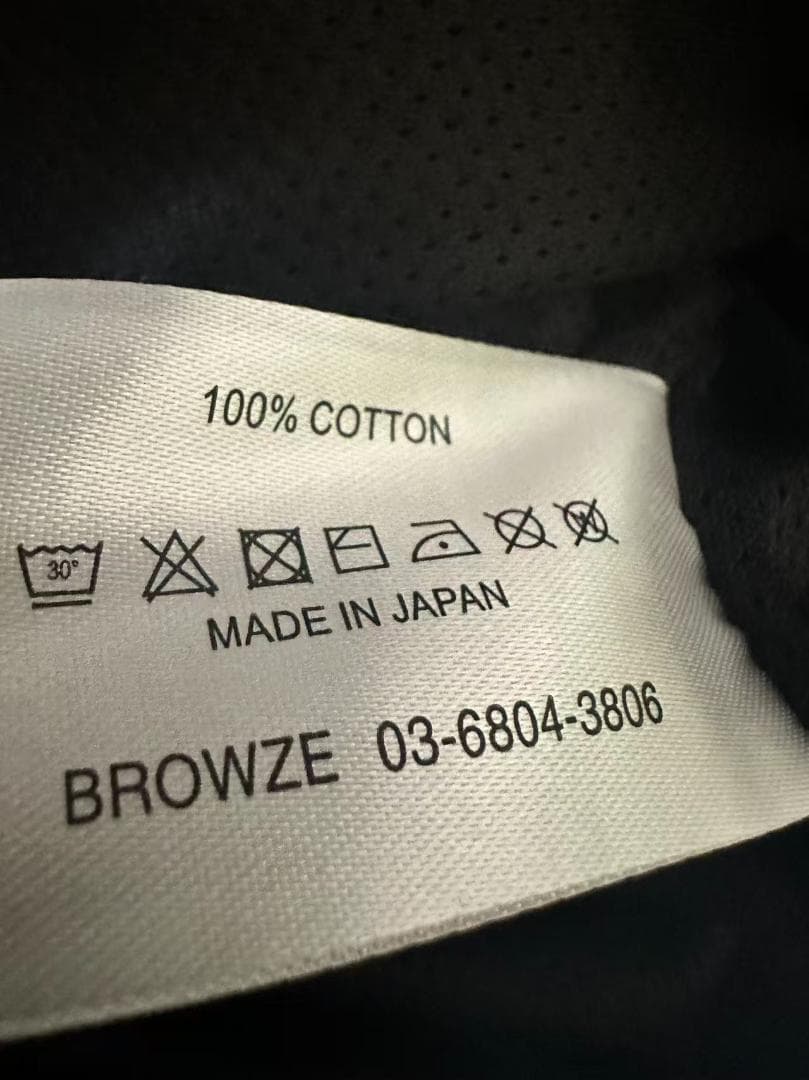 100% COTTON
30°
W
MADE IN JAPAN
BROWZE 03-6804-3806